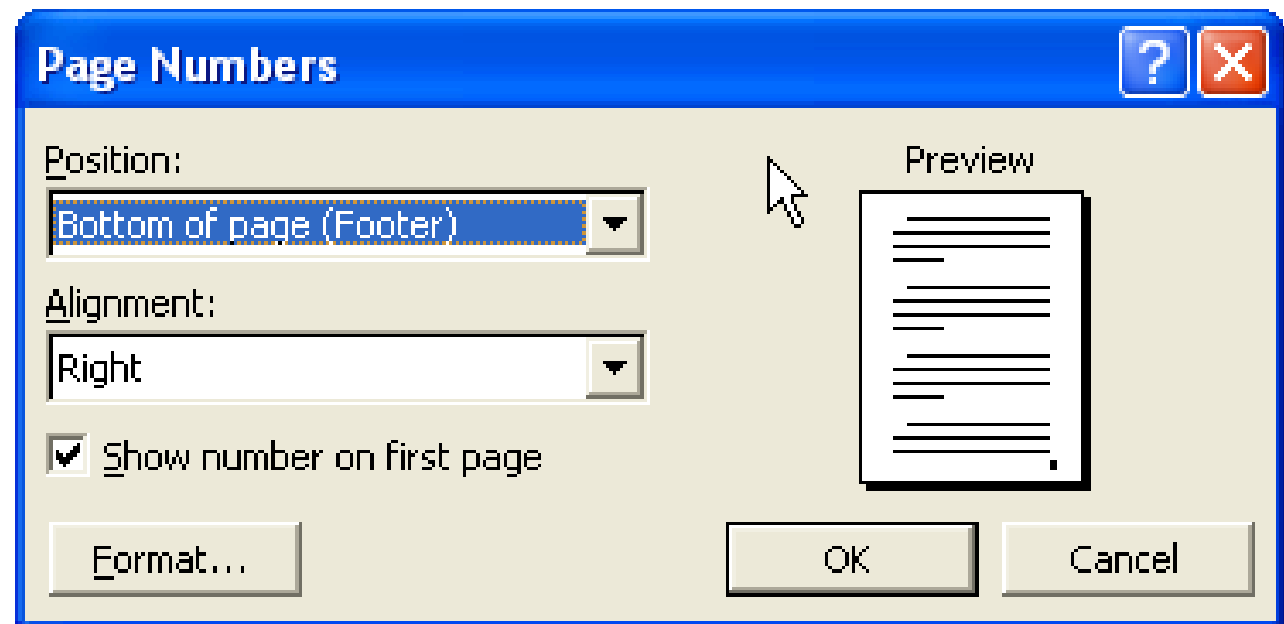 Page Numbers
Position:
Preview
Bottom of page (Footer)
Alignment:
Right
Show number on first page
Format...
OK
Cancel